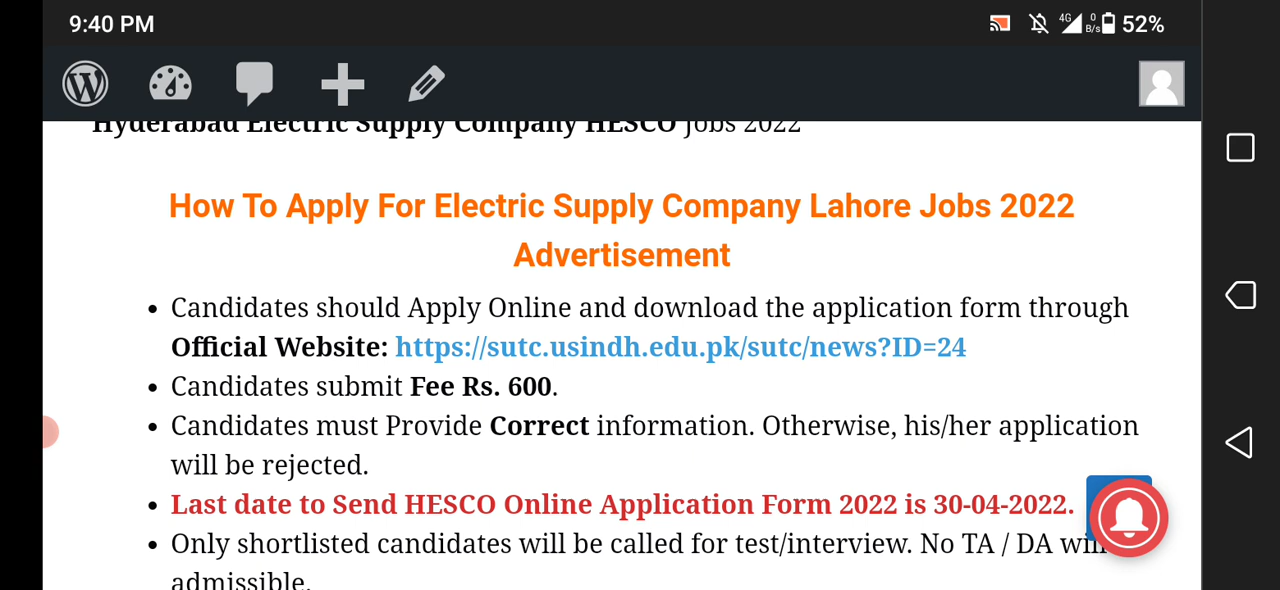 9:40 PM
4G 0 B/s 52%
Hyderabad Electric Supply Company HESCO Jobs 2022
How To Apply For Electric Supply Company Lahore Jobs 2022
Advertisement
• Candidates should Apply Online and download the application form through
Official Website: https://sutc.usindh.edu.pk/sutc/news?ID=24
• Candidates submit Fee Rs. 600.
• Candidates must Provide Correct information. Otherwise, his/her application
will be rejected.
• Last date to Send HESCO Online Application Form 2022 is 30-04-2022.
• Only shortlisted candidates will be called for test/interview. No TA / DA will
admissible.